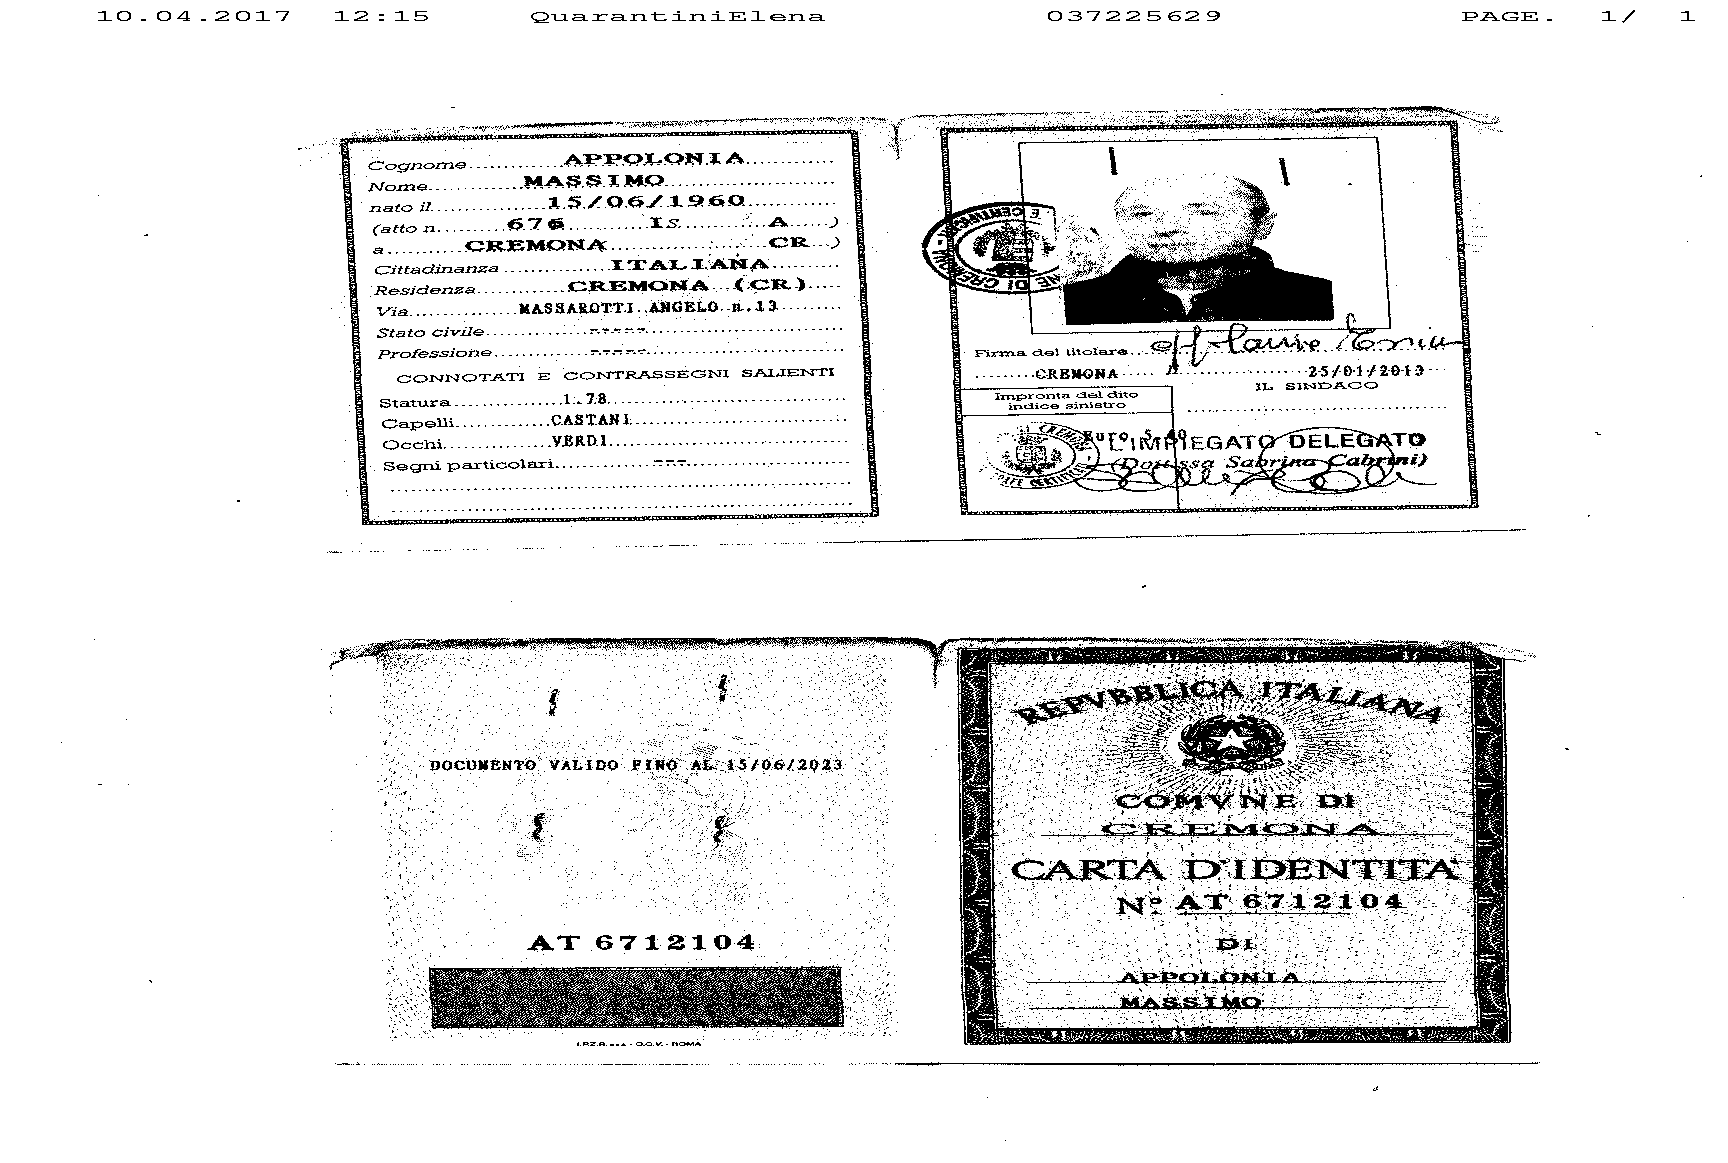 10.04.2017 12:15 QuarantiniElena 037225629 PAGE. 1/ 1
Cognome APPOLONIA
Nome MASSIMO
nato il 15/06/1960
(atto n. 676 I S. A )
a CREMONA CR )
Cittadinanza ITALIANA
Residenza CREMONA (CR)
Via MASSAROTTI ANGELO n.13
Stato civile -----
Professione -----
CONNOTATI E CONTRASSEGNI SALIENTI
Statura 1.78
Capelli CASTANI
Occhi VERDI
Segni particolari ---
Firma del titolare
CREMONA 25/01/2013
IL SINDACO
Impronta del dito
indice sinistro
Euro 5,40
L'IMPIEGATO DELEGATO
(Dott.ssa Sabrina Cabrini)
DOCUMENTO VALIDO FINO AL 15/06/2023
AT 6712104
I.P.Z.S. s.p.a. - O.C.V. - ROMA
REPVBBLICA ITALIANA
COMVNE DI
CREMONA
CARTA D'IDENTITA'
N° AT 6712104
DI
APPOLONIA
MASSIMO